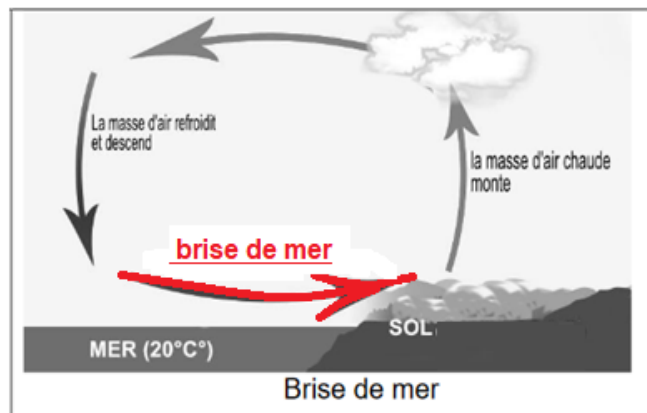 La masse d'air refroidit
et descend
la masse d'air chaude
monte
brise de mer
SOL
MER (20°C°)
Brise de mer